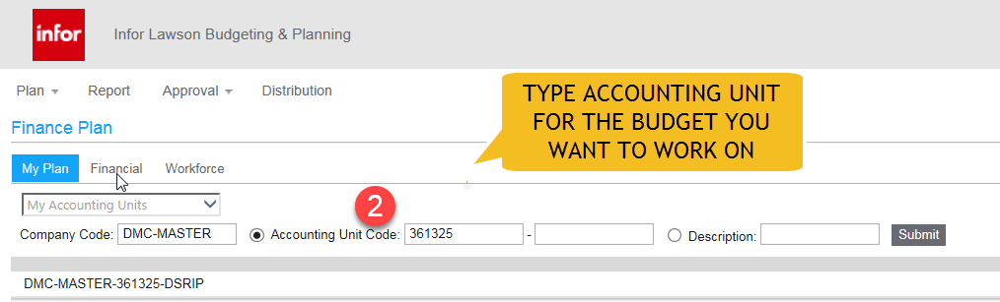 infor
Infor Lawson Budgeting & Planning
Plan Report Approval Distribution
TYPE ACCOUNTING UNIT
FOR THE BUDGET YOU
WANT TO WORK ON
Finance Plan
My Plan Financial Workforce
My Accounting Units
2
Company Code: DMC-MASTER Accounting Unit Code: 361325 - Description: Submit
DMC-MASTER-361325-DSRIP